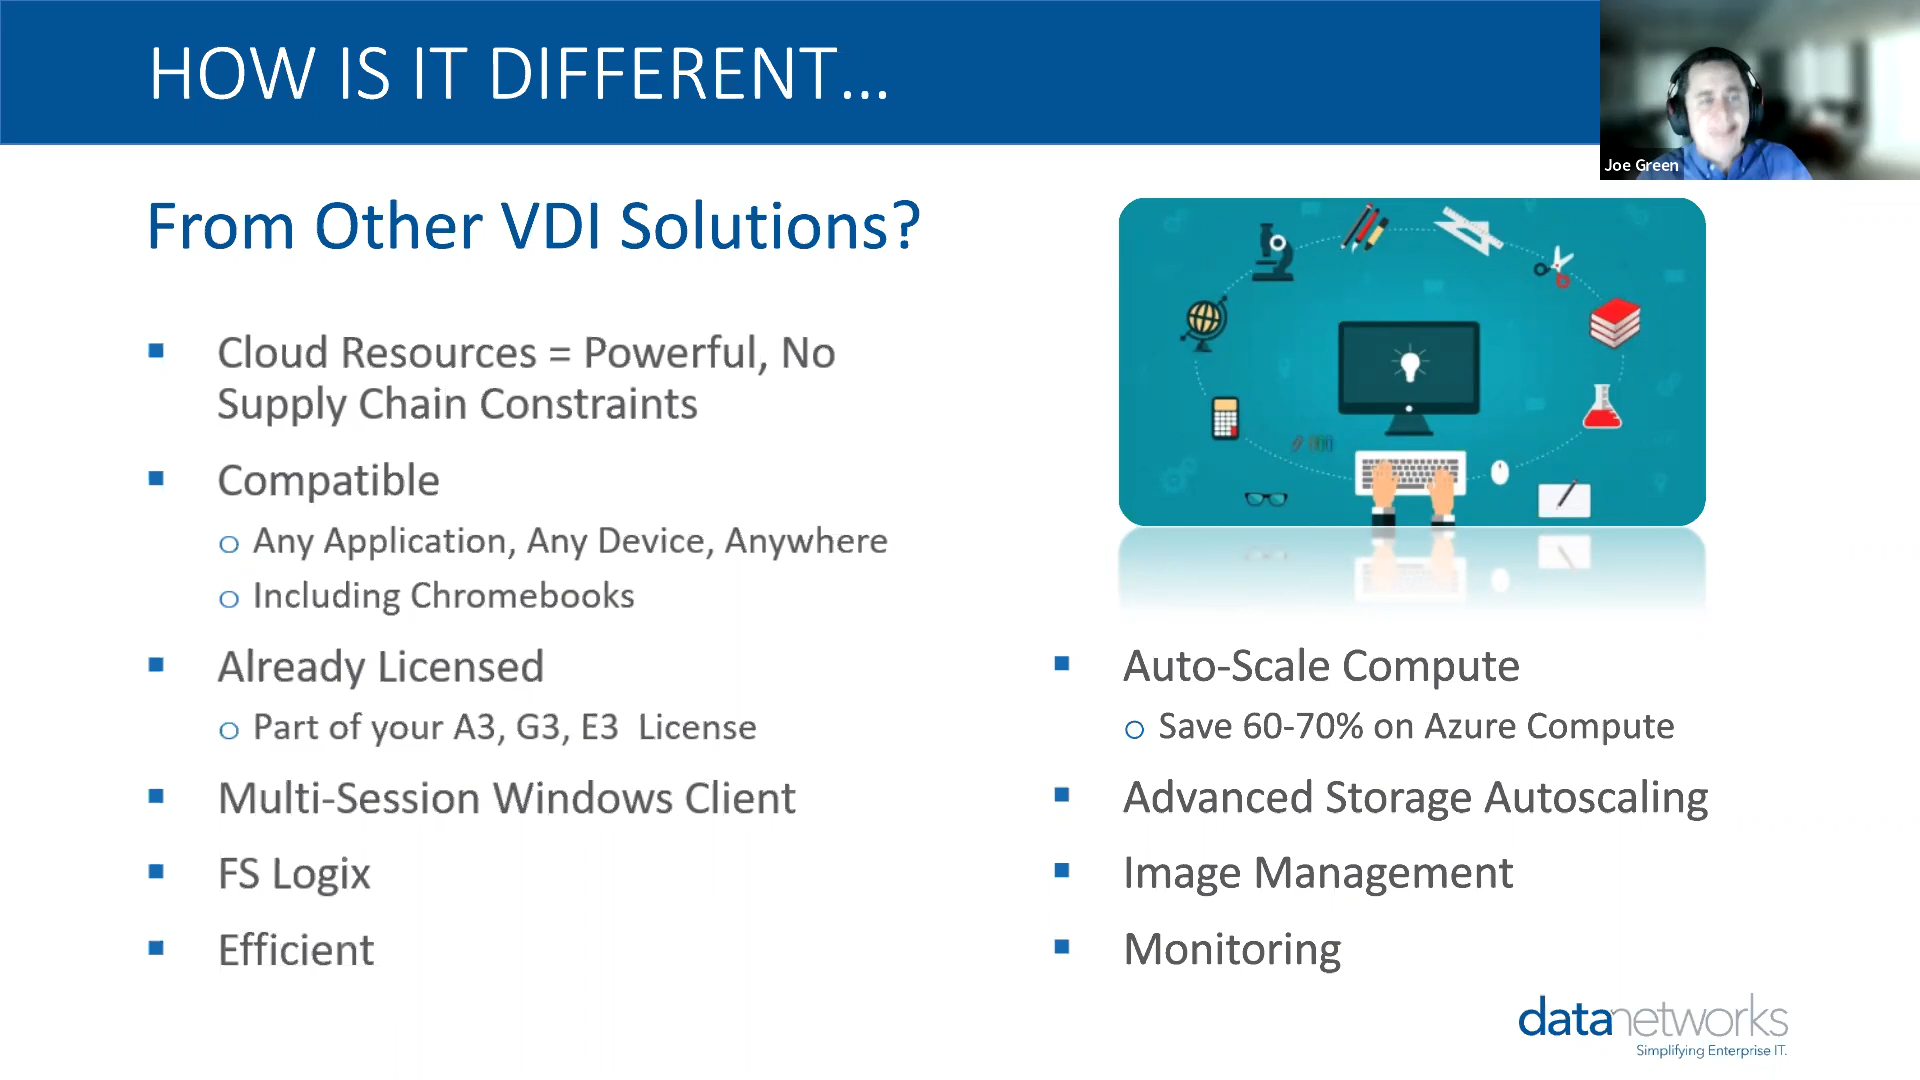 HOW IS IT DIFFERENT...
Joe Green
From Other VDI Solutions?
Cloud Resources = Powerful, No
Supply Chain Constraints
Compatible
Any Application, Any Device, Anywhere
Including Chromebooks
Already Licensed
Part of your A3, G3, E3 License
Multi-Session Windows Client
FS Logix
Efficient
Auto-Scale Compute
Save 60-70% on Azure Compute
Advanced Storage Autoscaling
Image Management
Monitoring
datanetworks
Simplifying Enterprise IT.